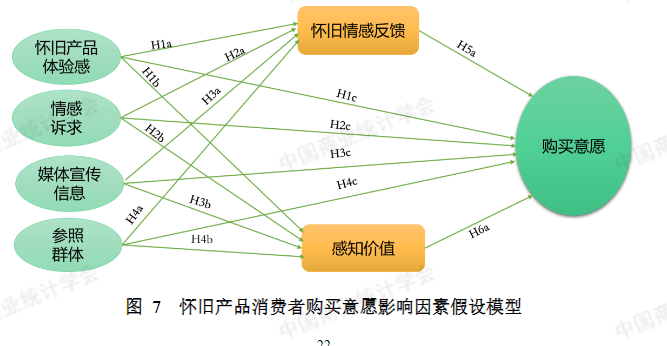 怀旧产品
体验感
情感
诉求
媒体宣传
信息
参照
群体
怀旧情感反馈
感知价值
购买意愿
H1a
H2a
H3a
H1b
H2b
H4a
H3b
H4b
H1c
H2c
H3c
H4c
H5a
H6a
图 7 怀旧产品消费者购买意愿影响因素假设模型
22
中国商业统计学会